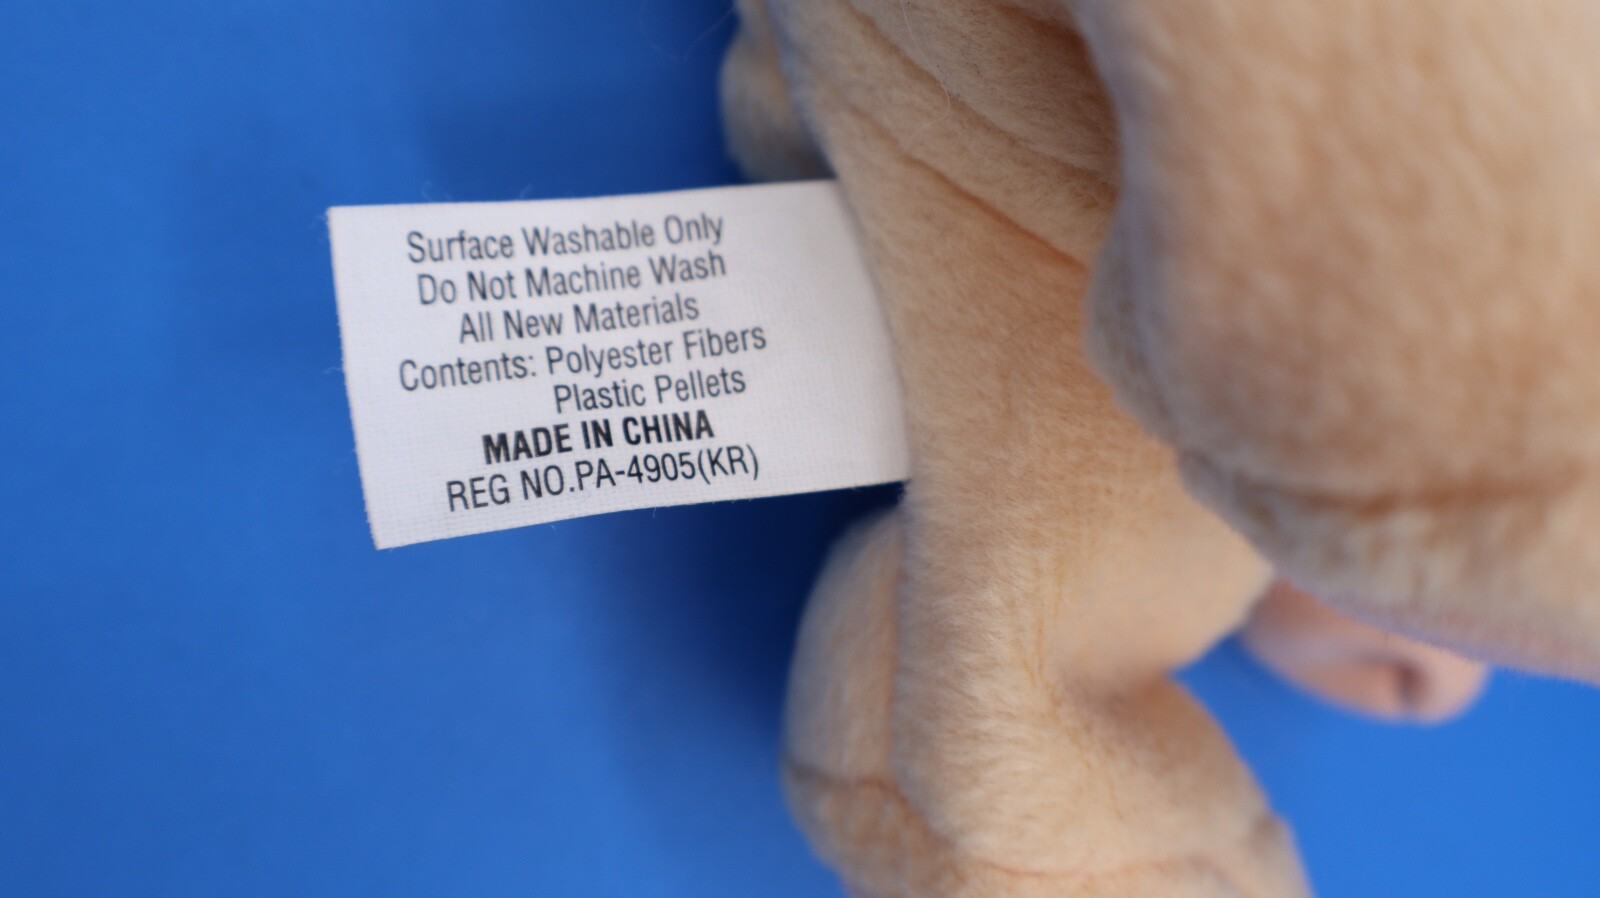 Surface Washable Only
Do Not Machine Wash
All New Materials
Contents: Polyester Fibers
Plastic Pellets
MADE IN CHINA
REG NO.PA-4905(KR)